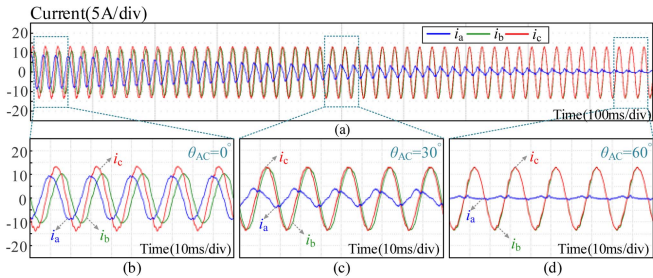 Current(5A/div)
20
10
0
-10
-20
ia ib ic
Time(100ms/div)
(a)
20
10
0
-10
-20
θAC=0°
ic
ia
ib
Time(10ms/div)
θAC=30°
ic
ia
ib
Time(10ms/div)
θAC=60°
ic
ia
ib
Time(10ms/div)
(b) (c) (d)